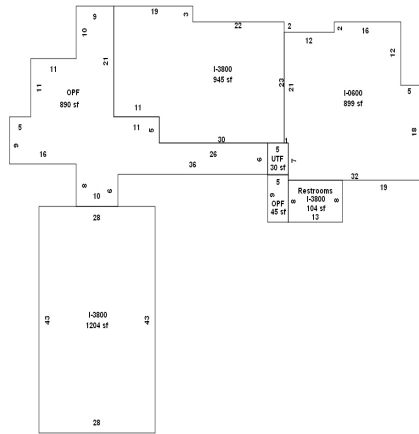 9
19
3
10
22
2
2
16
12
12
21
I-3800
945 sf
11
OPF
890 sf
11
23
21
I-0600
899 sf
5
11
5
11
5
18
9
30
1
16
26
36
6
5
UTF
30 sf
7
32
19
8
10
6
5
9
OPF
45 sf
8
Restrooms
I-3800
104 sf
13
8
28
43
I-3800
1204 sf
43
28